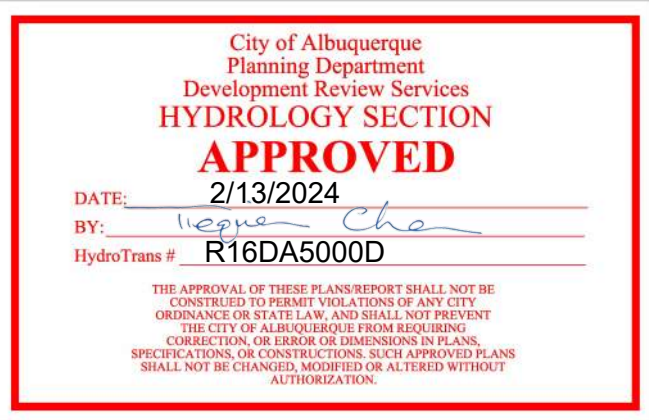 City of Albuquerque
Planning Department
Development Review Services
HYDROLOGY SECTION
APPROVED
DATE: 2/13/2024
BY:
HydroTrans # R16DA5000D
THE APPROVAL OF THESE PLANS/REPORT SHALL NOT BE
CONSTRUED TO PERMIT VIOLATIONS OF ANY CITY
ORDINANCE OR STATE LAW, AND SHALL NOT PREVENT
THE CITY OF ALBUQUERQUE FROM REQUIRING
CORRECTION, OR ERROR OR DIMENSIONS IN PLANS,
SPECIFICATIONS, OR CONSTRUCTIONS. SUCH APPROVED PLANS
SHALL NOT BE CHANGED, MODIFIED OR ALTERED WITHOUT
AUTHORIZATION.